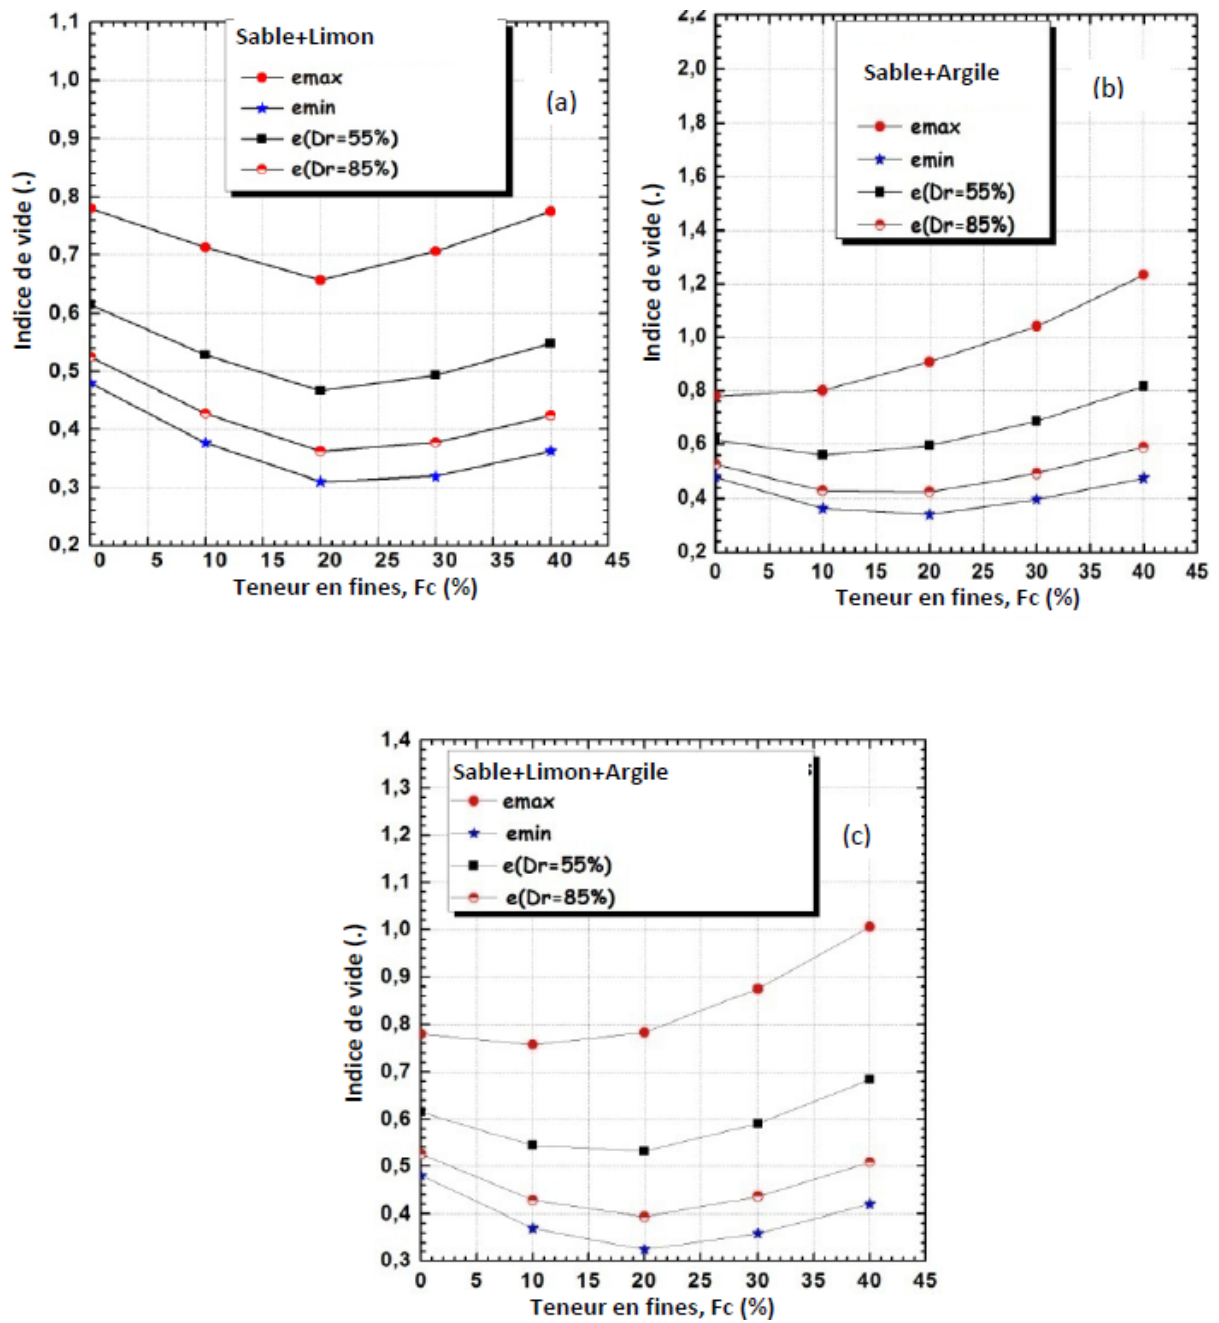 1,1
1,0
0,9
0,8
0,7
0,6
0,5
0,4
0,3
0,2
Indice de vide (.)
Sable+Limon
emax
emin
e(Dr=55%)
e(Dr=85%)
(a)
0 5 10 15 20 25 30 35 40 45
Teneur en fines, Fc (%)
2,2
2,0
1,8
1,6
1,4
1,2
1,0
0,8
0,6
0,4
0,2
Indice de vide (.)
Sable+Argile
emax
emin
e(Dr=55%)
e(Dr=85%)
(b)
0 5 10 15 20 25 30 35 40 45
Teneur en fines, Fc (%)
1,4
1,3
1,2
1,1
1,0
0,9
0,8
0,7
0,6
0,5
0,4
0,3
Indice de vide (.)
Sable+Limon+Argile
emax
emin
e(Dr=55%)
e(Dr=85%)
(c)
0 5 10 15 20 25 30 35 40 45
Teneur en fines, Fc (%)